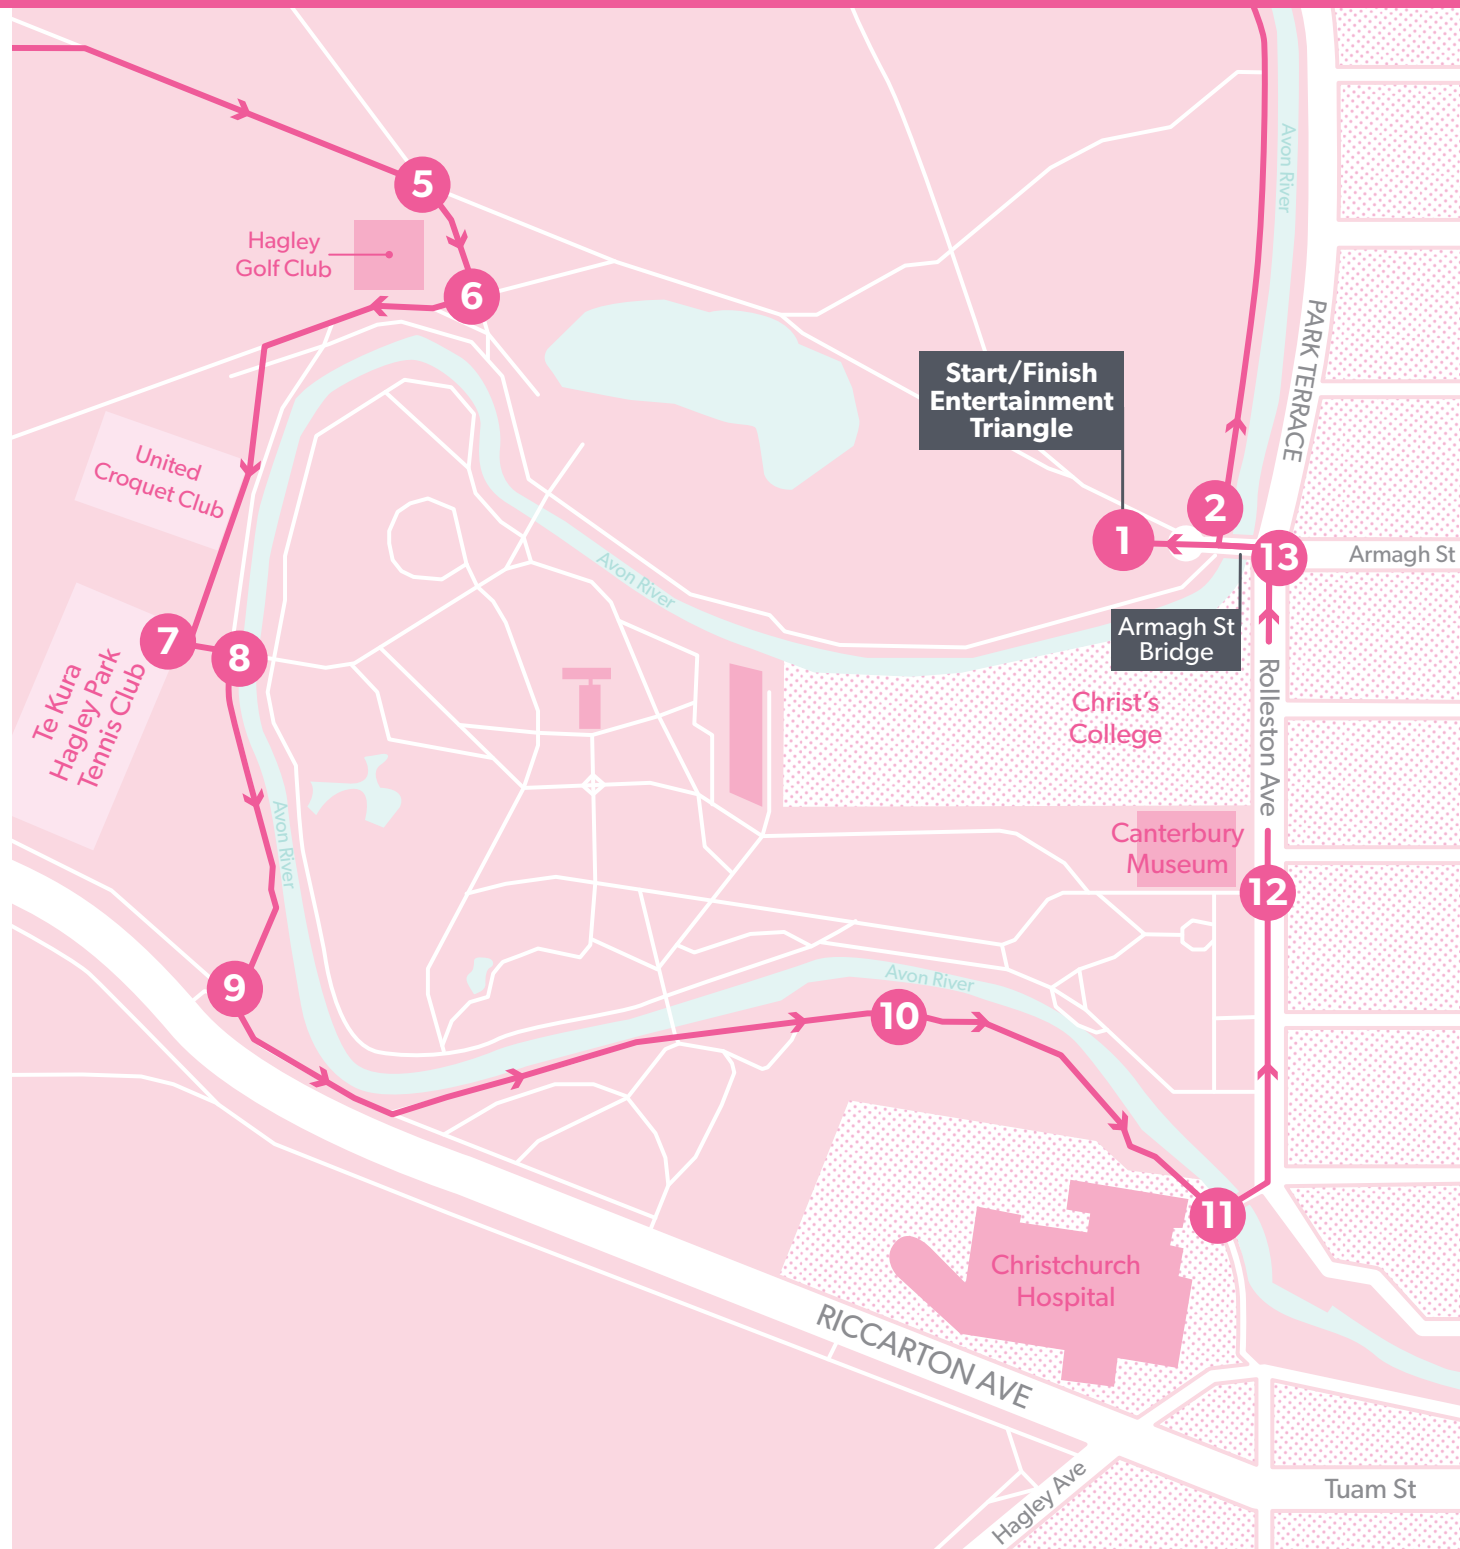 Avon River
5
Hagley
Golf Club
6
PARK TERRACE
Start/Finish
Entertainment
Triangle
United
Croquet Club
2
1
13
Armagh St
Avon River
Armagh St
Bridge
7
8
Te Kura
Hagley Park
Tennis Club
Rolleston Ave
Christ's
College
Avon River
Canterbury
Museum
12
9
Avon River
10
11
Christchurch
Hospital
RICCARTON AVE
Hagley Ave
Tuam St